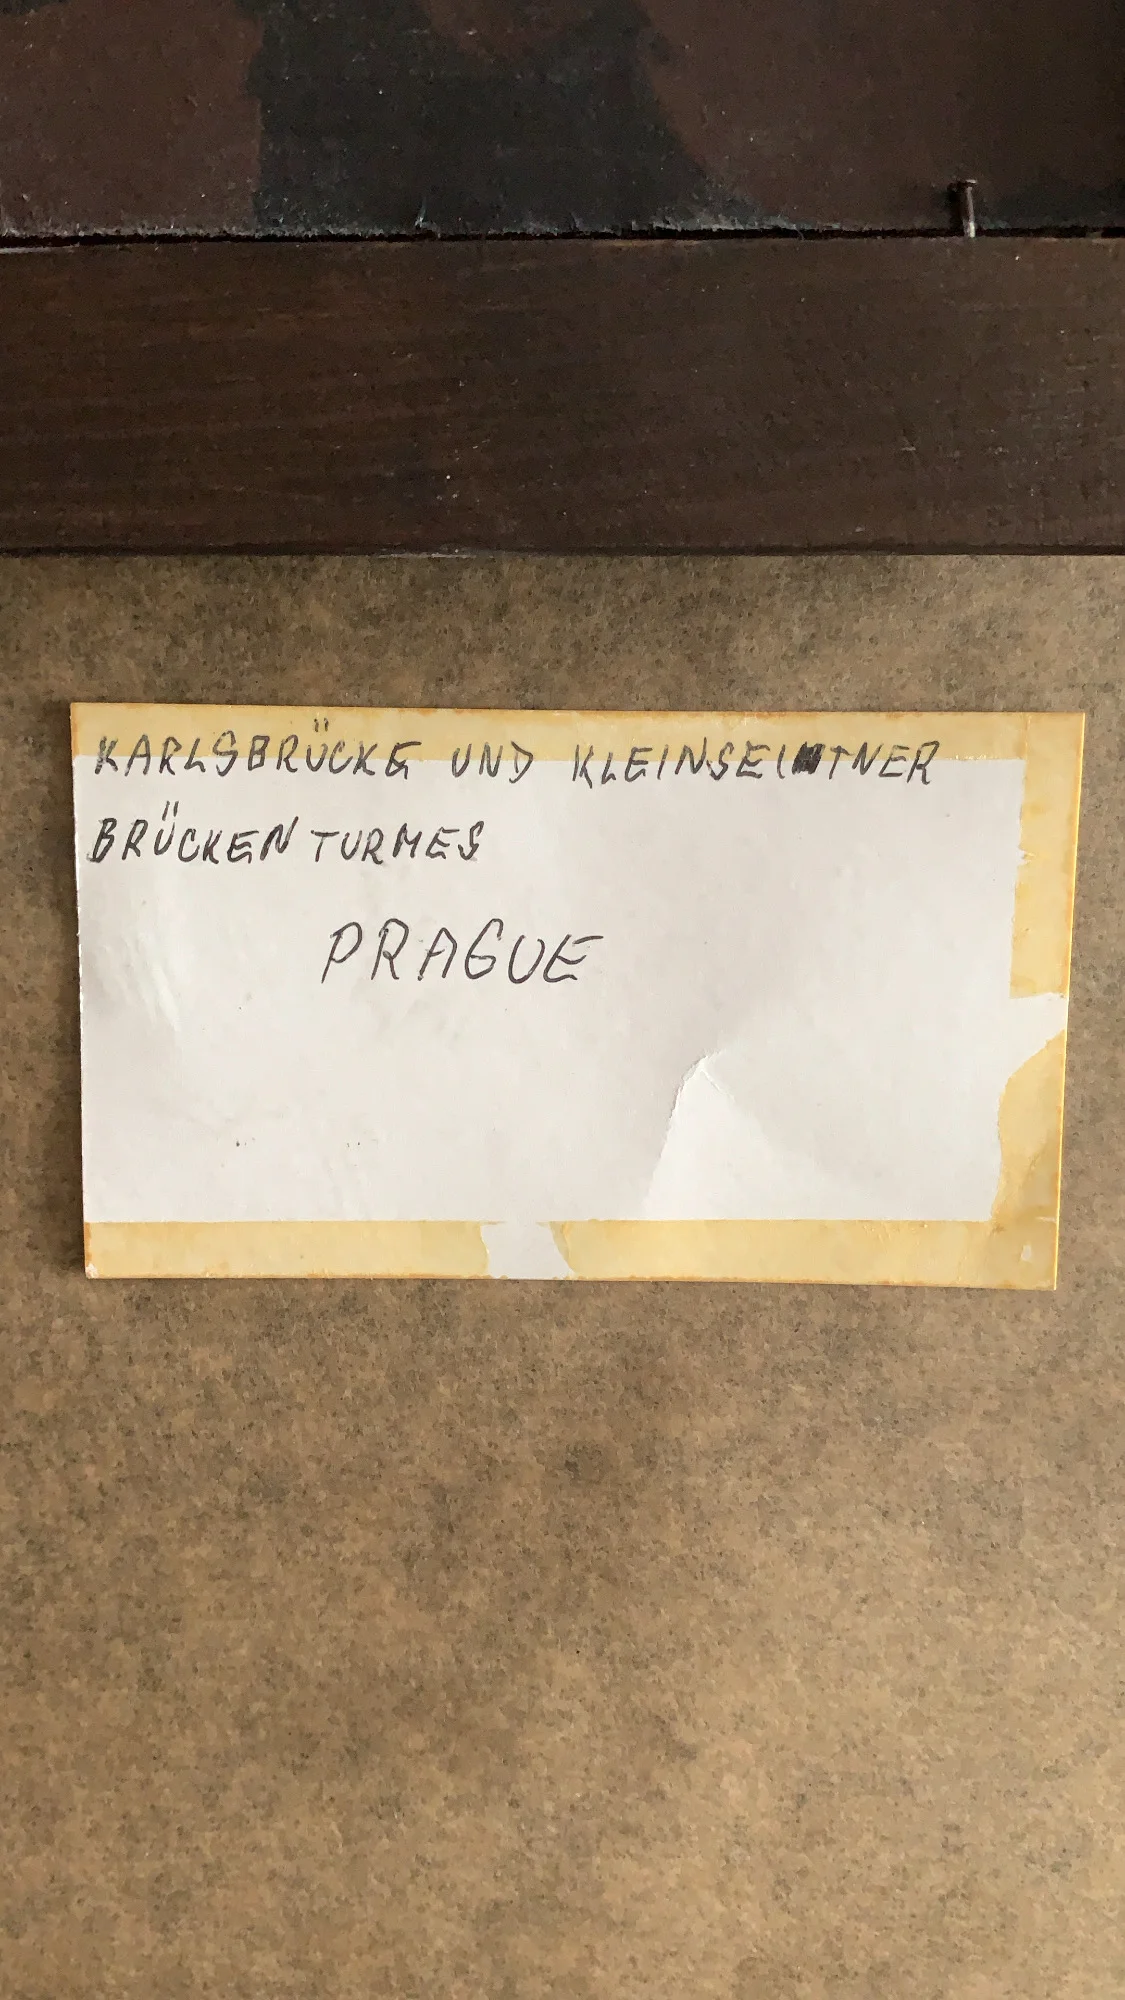 KARLSBRÜCKE UND KLEINSEITNER
BRÜCKEN TURMES
PRAGUE